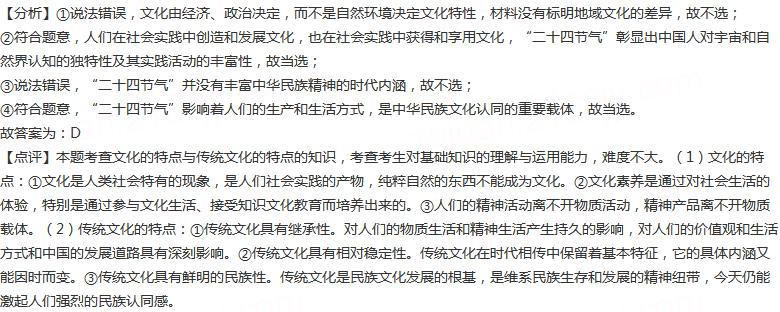 【分析】①说法错误，文化由经济、政治决定，而不是自然环境决定文化特性，材料没有标明地域文化的差异，故不选；
②符合题意，人们在社会实践中创造和发展文化，也在社会实践中获得和享用文化，“二十四节气”彰显出中国人对宇宙和自
然界认知的独特性及其实践活动的丰富性，故当选；
③说法错误，“二十四节气”并没有丰富中华民族精神的时代内涵，故不选；
④符合题意，“二十四节气”影响着人们的生产和生活方式，是中华民族文化认同的重要载体，故当选。
故答案为：D
【点评】本题考查文化的特点与传统文化的特点的知识，考查考生对基础知识的理解与运用能力，难度不大。（1）文化的特
点：①文化是人类社会特有的现象，是人们社会实践的产物，纯粹自然的东西不能成为文化。②文化素养是通过对社会生活的
体验，特别是通过参与文化生活、接受知识文化教育而培养出来的。③人们的精神活动离不开物质活动，精神产品离不开物质
载体。（2）传统文化的特点：①传统文化具有继承性。对人们的物质生活和精神生活产生持久的影响，对人们的价值观和生活
方式和中国的发展道路具有深刻影响。②传统文化具有相对稳定性。传统文化在时代相传中保留着基本特征，它的具体内涵又
能因时而变。③传统文化具有鲜明的民族性。传统文化是民族文化发展的根基，是维系民族生存和发展的精神纽带，今天仍能
激起人们强烈的民族认同感。